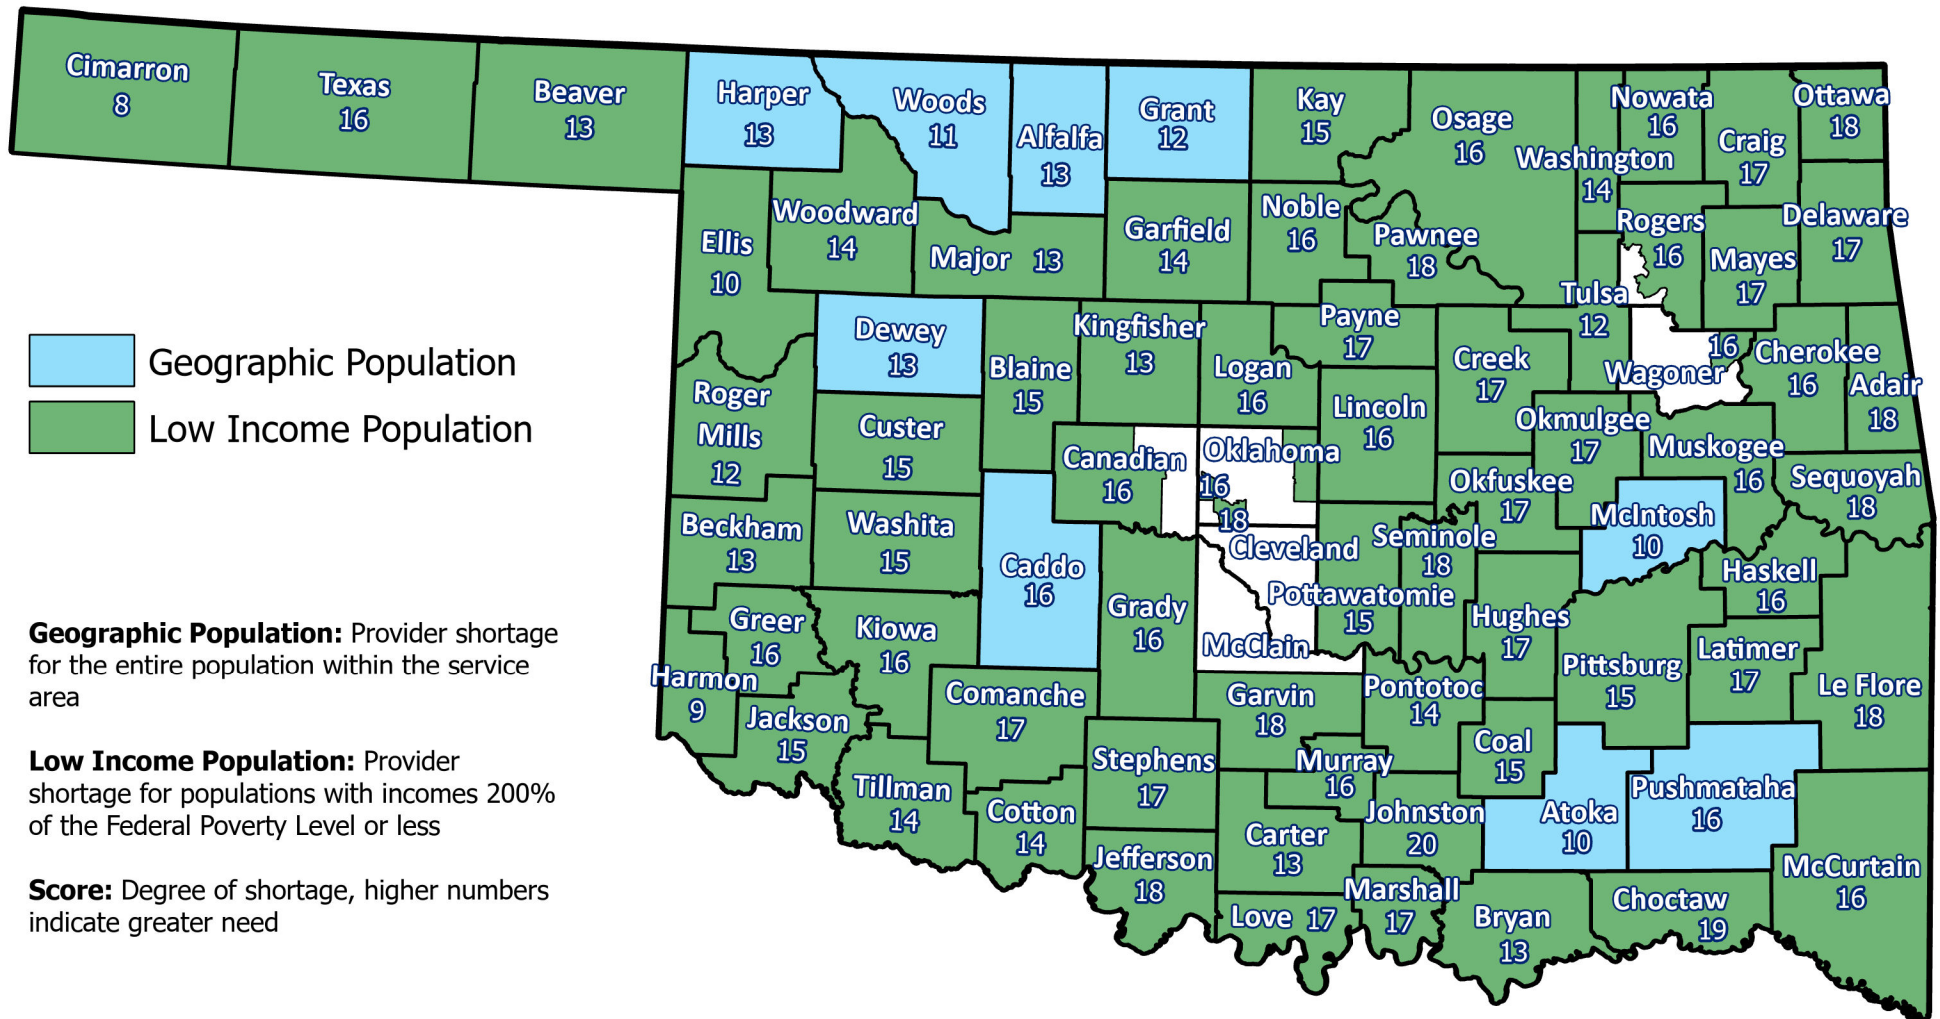 Cimarron
8
Texas
16
Beaver
13
Harper
13
Woods
11
Alfalfa
13
Grant
12
Kay
15
Osage
16
Washington
14
Nowata
16
Craig
17
Ottawa
18
Ellis
10
Woodward
14
Major 13
Garfield
14
Noble
16
Pawnee
18
Rogers
16
Mayes
17
Delaware
17
Tulsa
12
Dewey
13
Blaine
15
Kingfisher
13
Logan
16
Payne
17
Creek
17
Wagoner
16
Cherokee
16
Adair
18
Roger
Mills
12
Custer
15
Canadian
16
Oklahoma
16
Lincoln
16
Okmulgee
17
Muskogee
16
Sequoyah
18
Okfuskee
17
McIntosh
10
Beckham
13
Washita
15
Caddo
16
Grady
16
18
Cleveland
Pottawatomie
15
Seminole
18
Hughes
17
Haskell
16
Greer
16
Kiowa
16
McClain
Pittsburg
15
Latimer
17
Le Flore
18
Harmon
9
Jackson
15
Comanche
17
Garvin
18
Pontotoc
14
Coal
15
Stephens
17
Murray
16
Tillman
14
Cotton
14
Carter
13
Johnston
20
Atoka
10
Pushmataha
16
McCurtain
16
Jefferson
18
Love 17
Marshall
17
Bryan
13
Choctaw
19
Geographic Population
Low Income Population
Geographic Population: Provider shortage
for the entire population within the service
area
Low Income Population: Provider
shortage for populations with incomes 200%
of the Federal Poverty Level or less
Score: Degree of shortage, higher numbers
indicate greater need